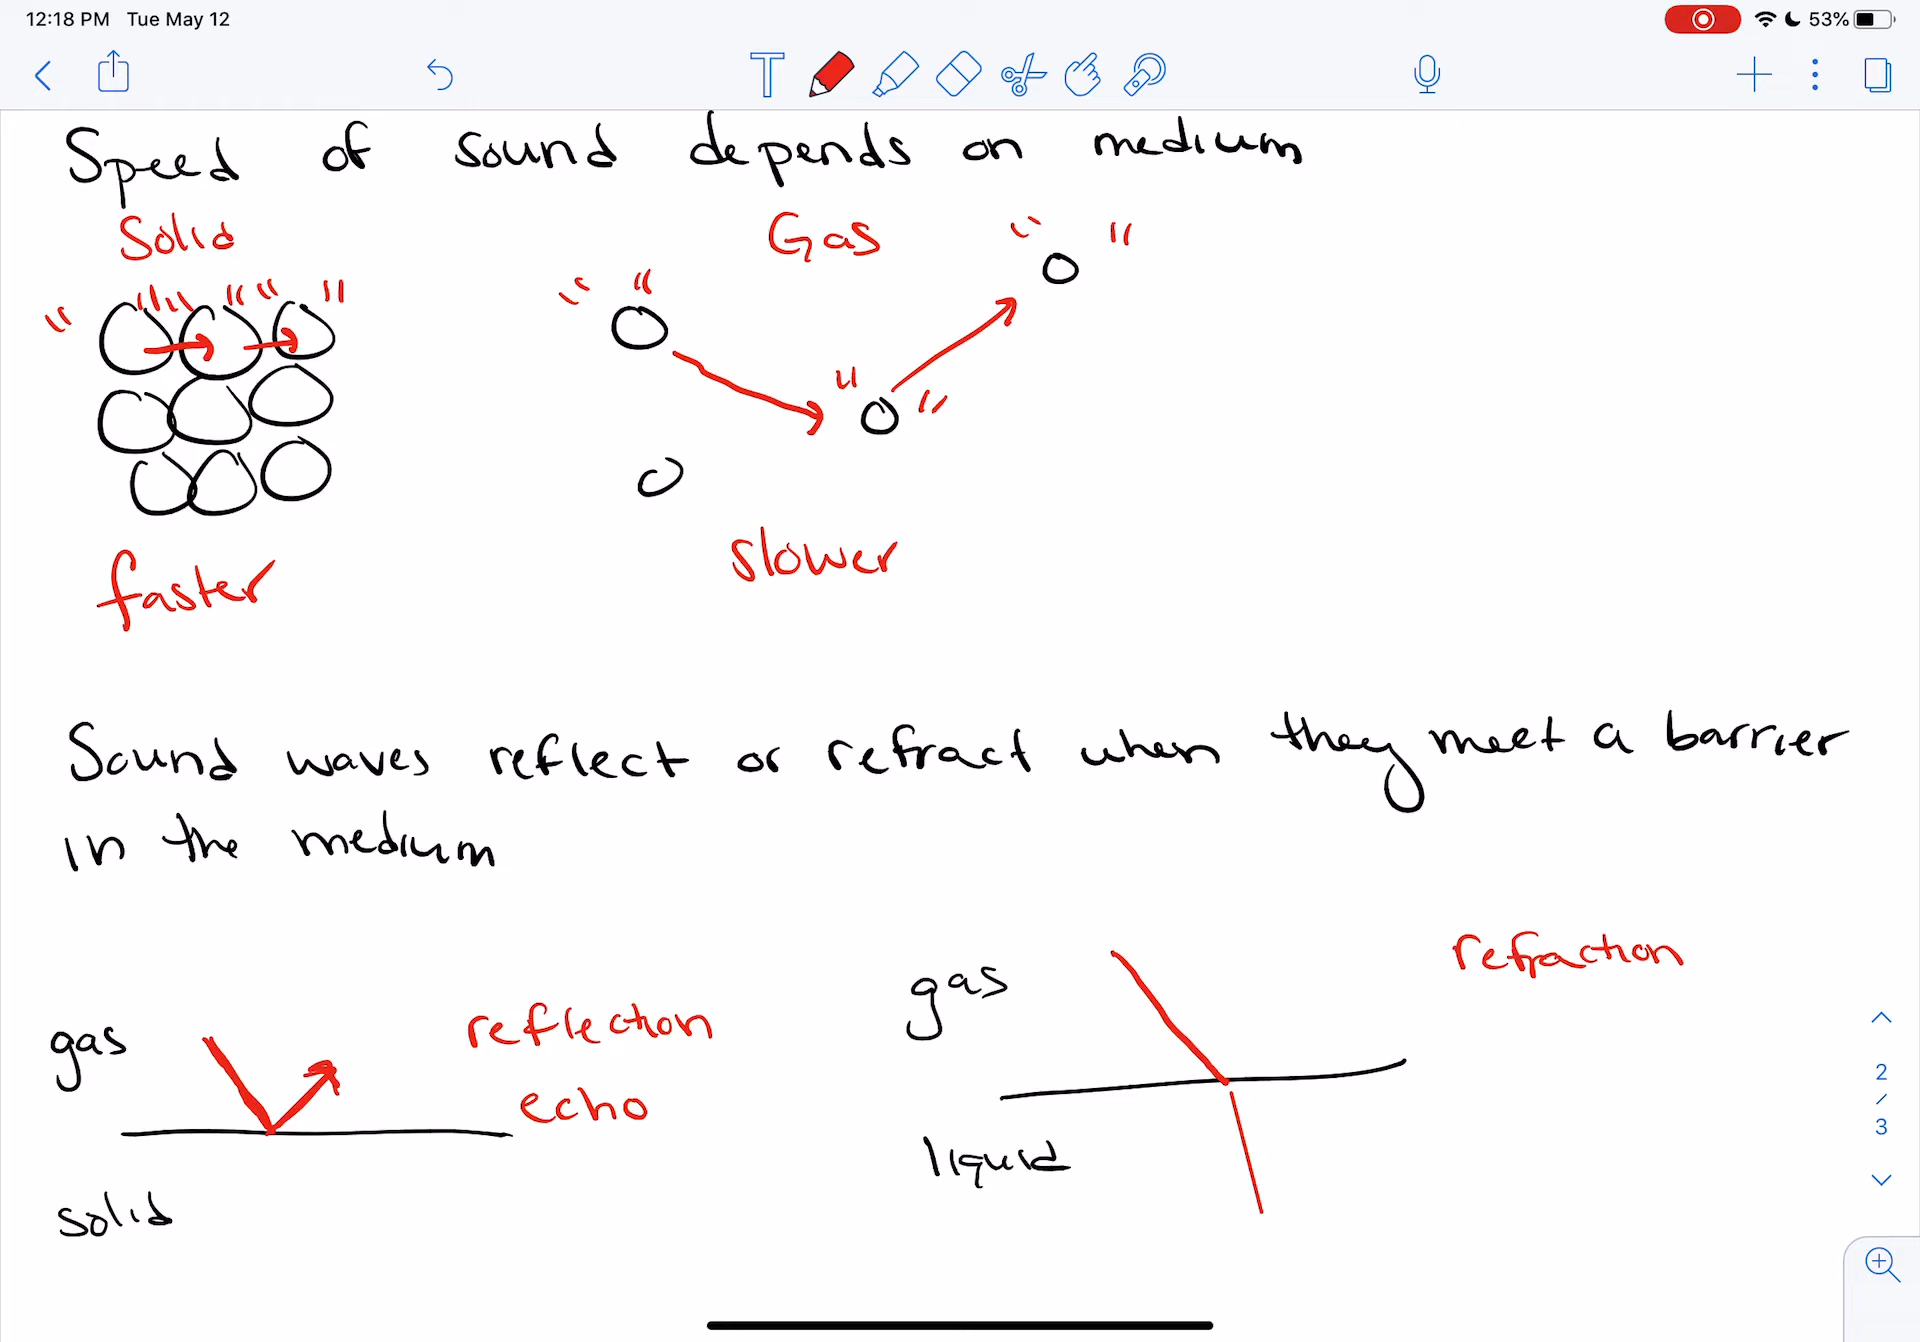 12:18 PM Tue May 12
53%
T
Speed of sound depends on medium
Solid
Gas
slower
faster
Sound waves reflect or refract when they meet a barrier
in the medium
gas
reflection
echo
solid
gas
refraction
liquid
2
/
3